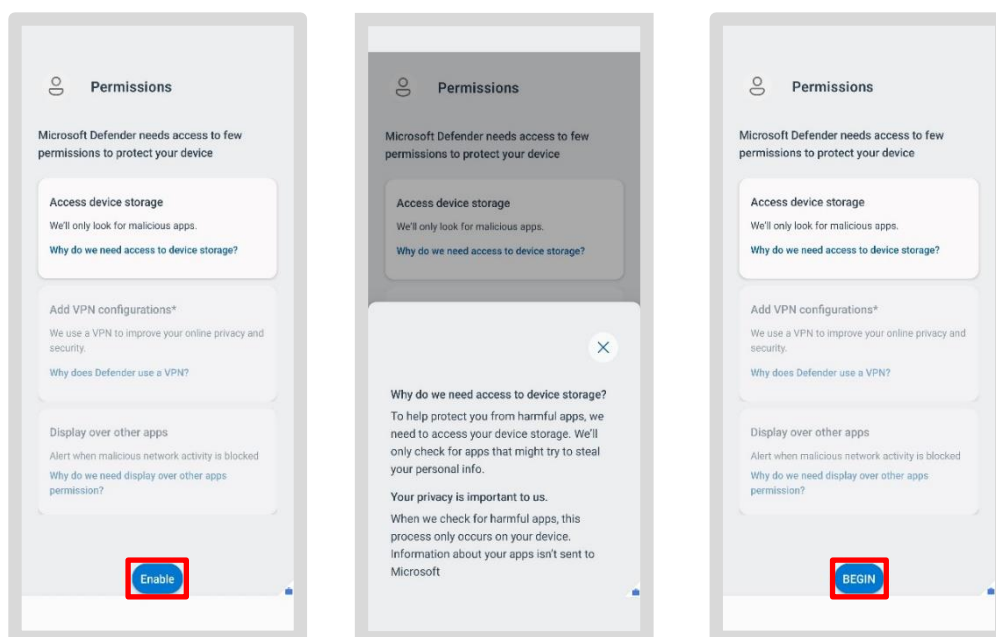 Permissions
Microsoft Defender needs access to few
permissions to protect your device
Access device storage
We'll only look for malicious apps.
Why do we need access to device storage?
Add VPN configurations*
We use a VPN to improve your online privacy and
security.
Why does Defender use a VPN?
Display over other apps
Alert when malicious network activity is blocked
Why do we need display over other apps
permission?
Enable
Permissions
Microsoft Defender needs access to few
permissions to protect your device
Access device storage
We'll only look for malicious apps.
Why do we need access to device storage?
Why do we need access to device storage?
To help protect you from harmful apps, we
need to access your device storage. We'll
only check for apps that might try to steal
your personal info.
Your privacy is important to us.
When we check for harmful apps, this
process only occurs on your device.
Information about your apps isn't sent to
Microsoft
Permissions
Microsoft Defender needs access to few
permissions to protect your device
Access device storage
We'll only look for malicious apps.
Why do we need access to device storage?
Add VPN configurations*
We use a VPN to improve your online privacy and
security.
Why does Defender use a VPN?
Display over other apps
Alert when malicious network activity is blocked
Why do we need display over other apps
permission?
BEGIN